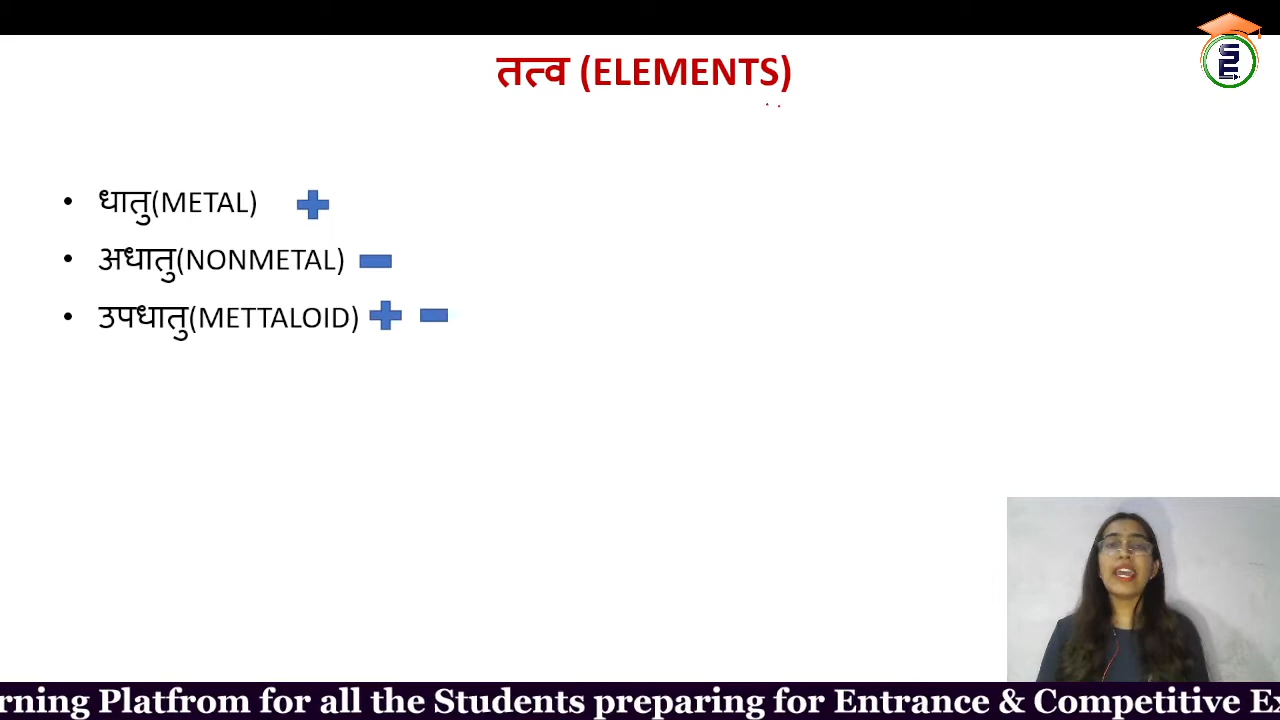 तत्व (ELEMENTS)
• धातु(METAL)
• अधातु(NONMETAL)
• उपधातु(METTALOID)
rning Platfrom for all the Students preparing for Entrance & Competitive Ex